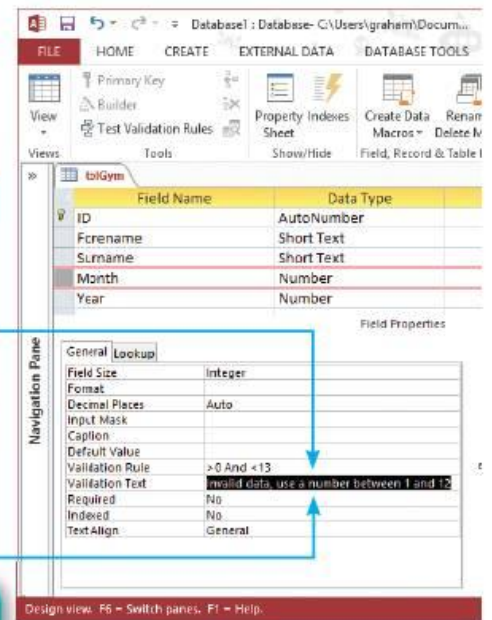 Database1 : Database- C:\Users\graham\Docum...
FILE HOME CREATE EXTERNAL DATA DATABASE TOOLS
View
Primary Key
Builder
Test Validation Rules
Property Sheet
Indexes
Create Data Macros
Renam
Delete M
Views Tools Show/Hide Field, Record & Table
tblGym
Field Name Data Type
ID AutoNumber
Forename Short Text
Surname Short Text
Month Number
Year Number
Field Properties
Navigation Pane
General Lookup
Field Size Integer
Format
Decimal Places Auto
Input Mask
Caption
Default Value
Validation Rule >0 And <13
Validation Text Invalid data, use a number between 1 and 12
Required No
Indexed No
Text Align General
Design view. F6 = Switch panes. F1 = Help.